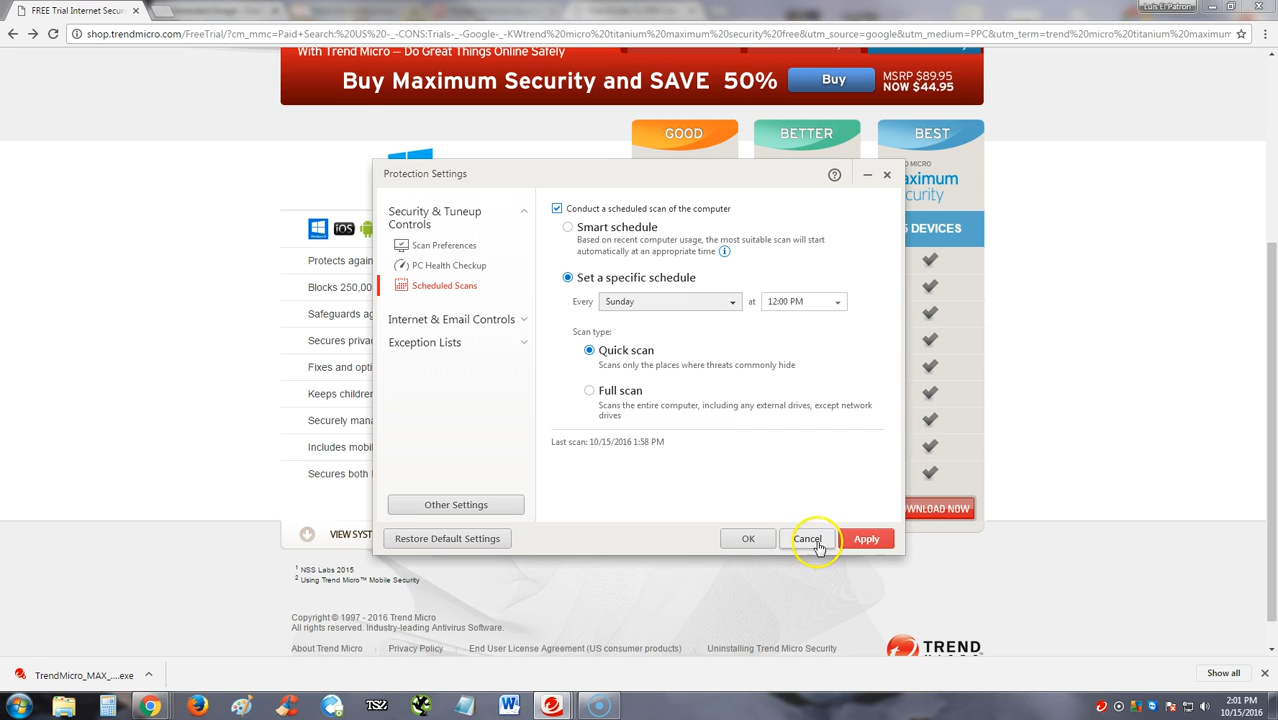 FREE Trial Internet Secur
Luis El Patron
shop.trendmicro.com/FreeTrial/?cm_mmc=Paid+Search:%20US%20-_-CONS:Trials-_-Google-_-KWtrend%20micro%20titanium%20maximum%20security%20free&utm_source=google&utm_medium=PPC&utm_term=trend%20micro%20titanium%20maximum
With Trend Micro — Do Great Things Online Safely
Buy Maximum Security and SAVE 50%
Buy
MSRP $89.95
NOW $44.95
GOOD
BETTER
BEST
MICRO
aximum
curity
DEVICES
iOS
Protects again
Blocks 250,00
Safeguards ag
Secures priva
Fixes and opti
Keeps children
Securely mana
Includes mobil
Secures both
VIEW SYS
WNLOAD NOW
Protection Settings
Security & Tuneup
Controls
Scan Preferences
PC Health Checkup
Scheduled Scans
Internet & Email Controls
Exception Lists
Other Settings
Conduct a scheduled scan of the computer
Smart schedule
Based on recent computer usage, the most suitable scan will start
automatically at an appropriate time
Set a specific schedule
Every Sunday at 12:00 PM
Scan type:
Quick scan
Scans only the places where threats commonly hide
Full scan
Scans the entire computer, including any external drives, except network
drives
Last scan: 10/15/2016 1:58 PM
Restore Default Settings
OK
Cancel
Apply
1 NSS Labs 2015
2 Using Trend Micro™ Mobile Security
Copyright © 1997 - 2016 Trend Micro
All rights reserved. Industry-leading Antivirus Software.
About Trend Micro
Privacy Policy
End User License Agreement (US consumer products)
Uninstalling Trend Micro Security
TREND
TrendMicro_MAX_....exe
Show all
TS2
2:01 PM
10/15/2016